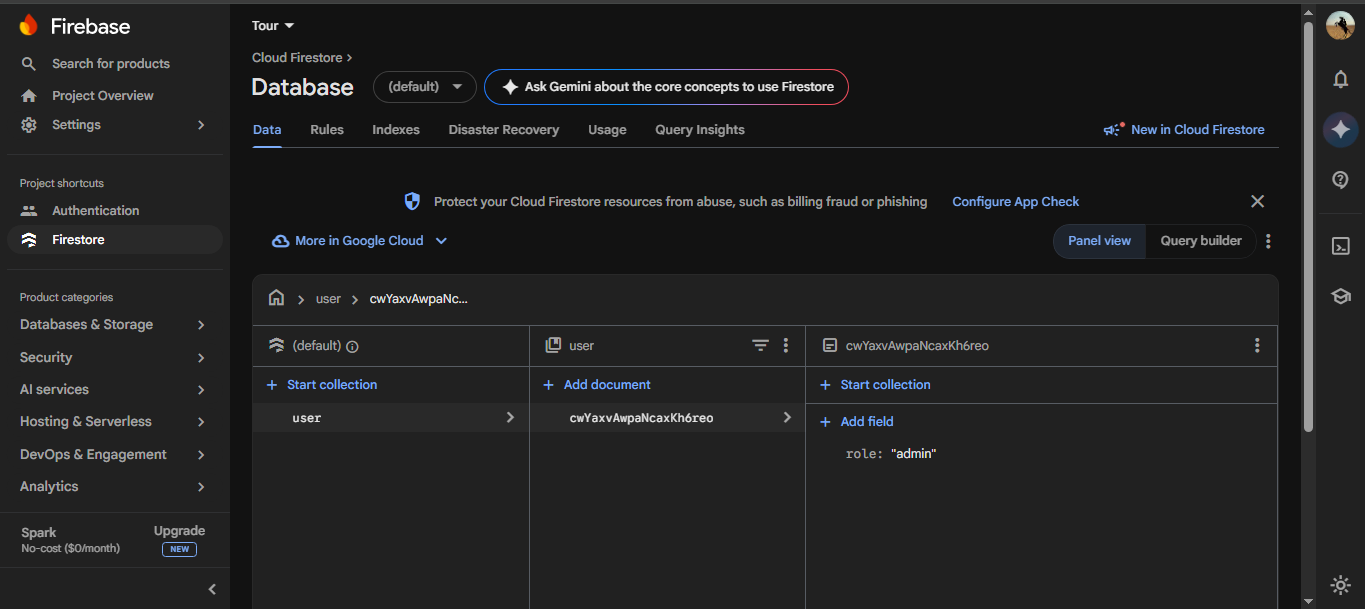 Firebase
Search for products
Project Overview
Settings
Project shortcuts
Authentication
Firestore
Product categories
Databases & Storage
Security
AI services
Hosting & Serverless
DevOps & Engagement
Analytics
Spark
No-cost ($0/month)
Upgrade
NEW
Tour
Cloud Firestore
Database
(default)
Ask Gemini about the core concepts to use Firestore
Data Rules Indexes Disaster Recovery Usage Query Insights
New in Cloud Firestore
Protect your Cloud Firestore resources from abuse, such as billing fraud or phishing Configure App Check
More in Google Cloud
Panel view Query builder
user cwYaxvAwpaNc...
(default)
Start collection
user
user
Add document
cwYaxvAwpaNcaxKh6reo
cwYaxvAwpaNcaxKh6reo
Start collection
Add field
role: "admin"